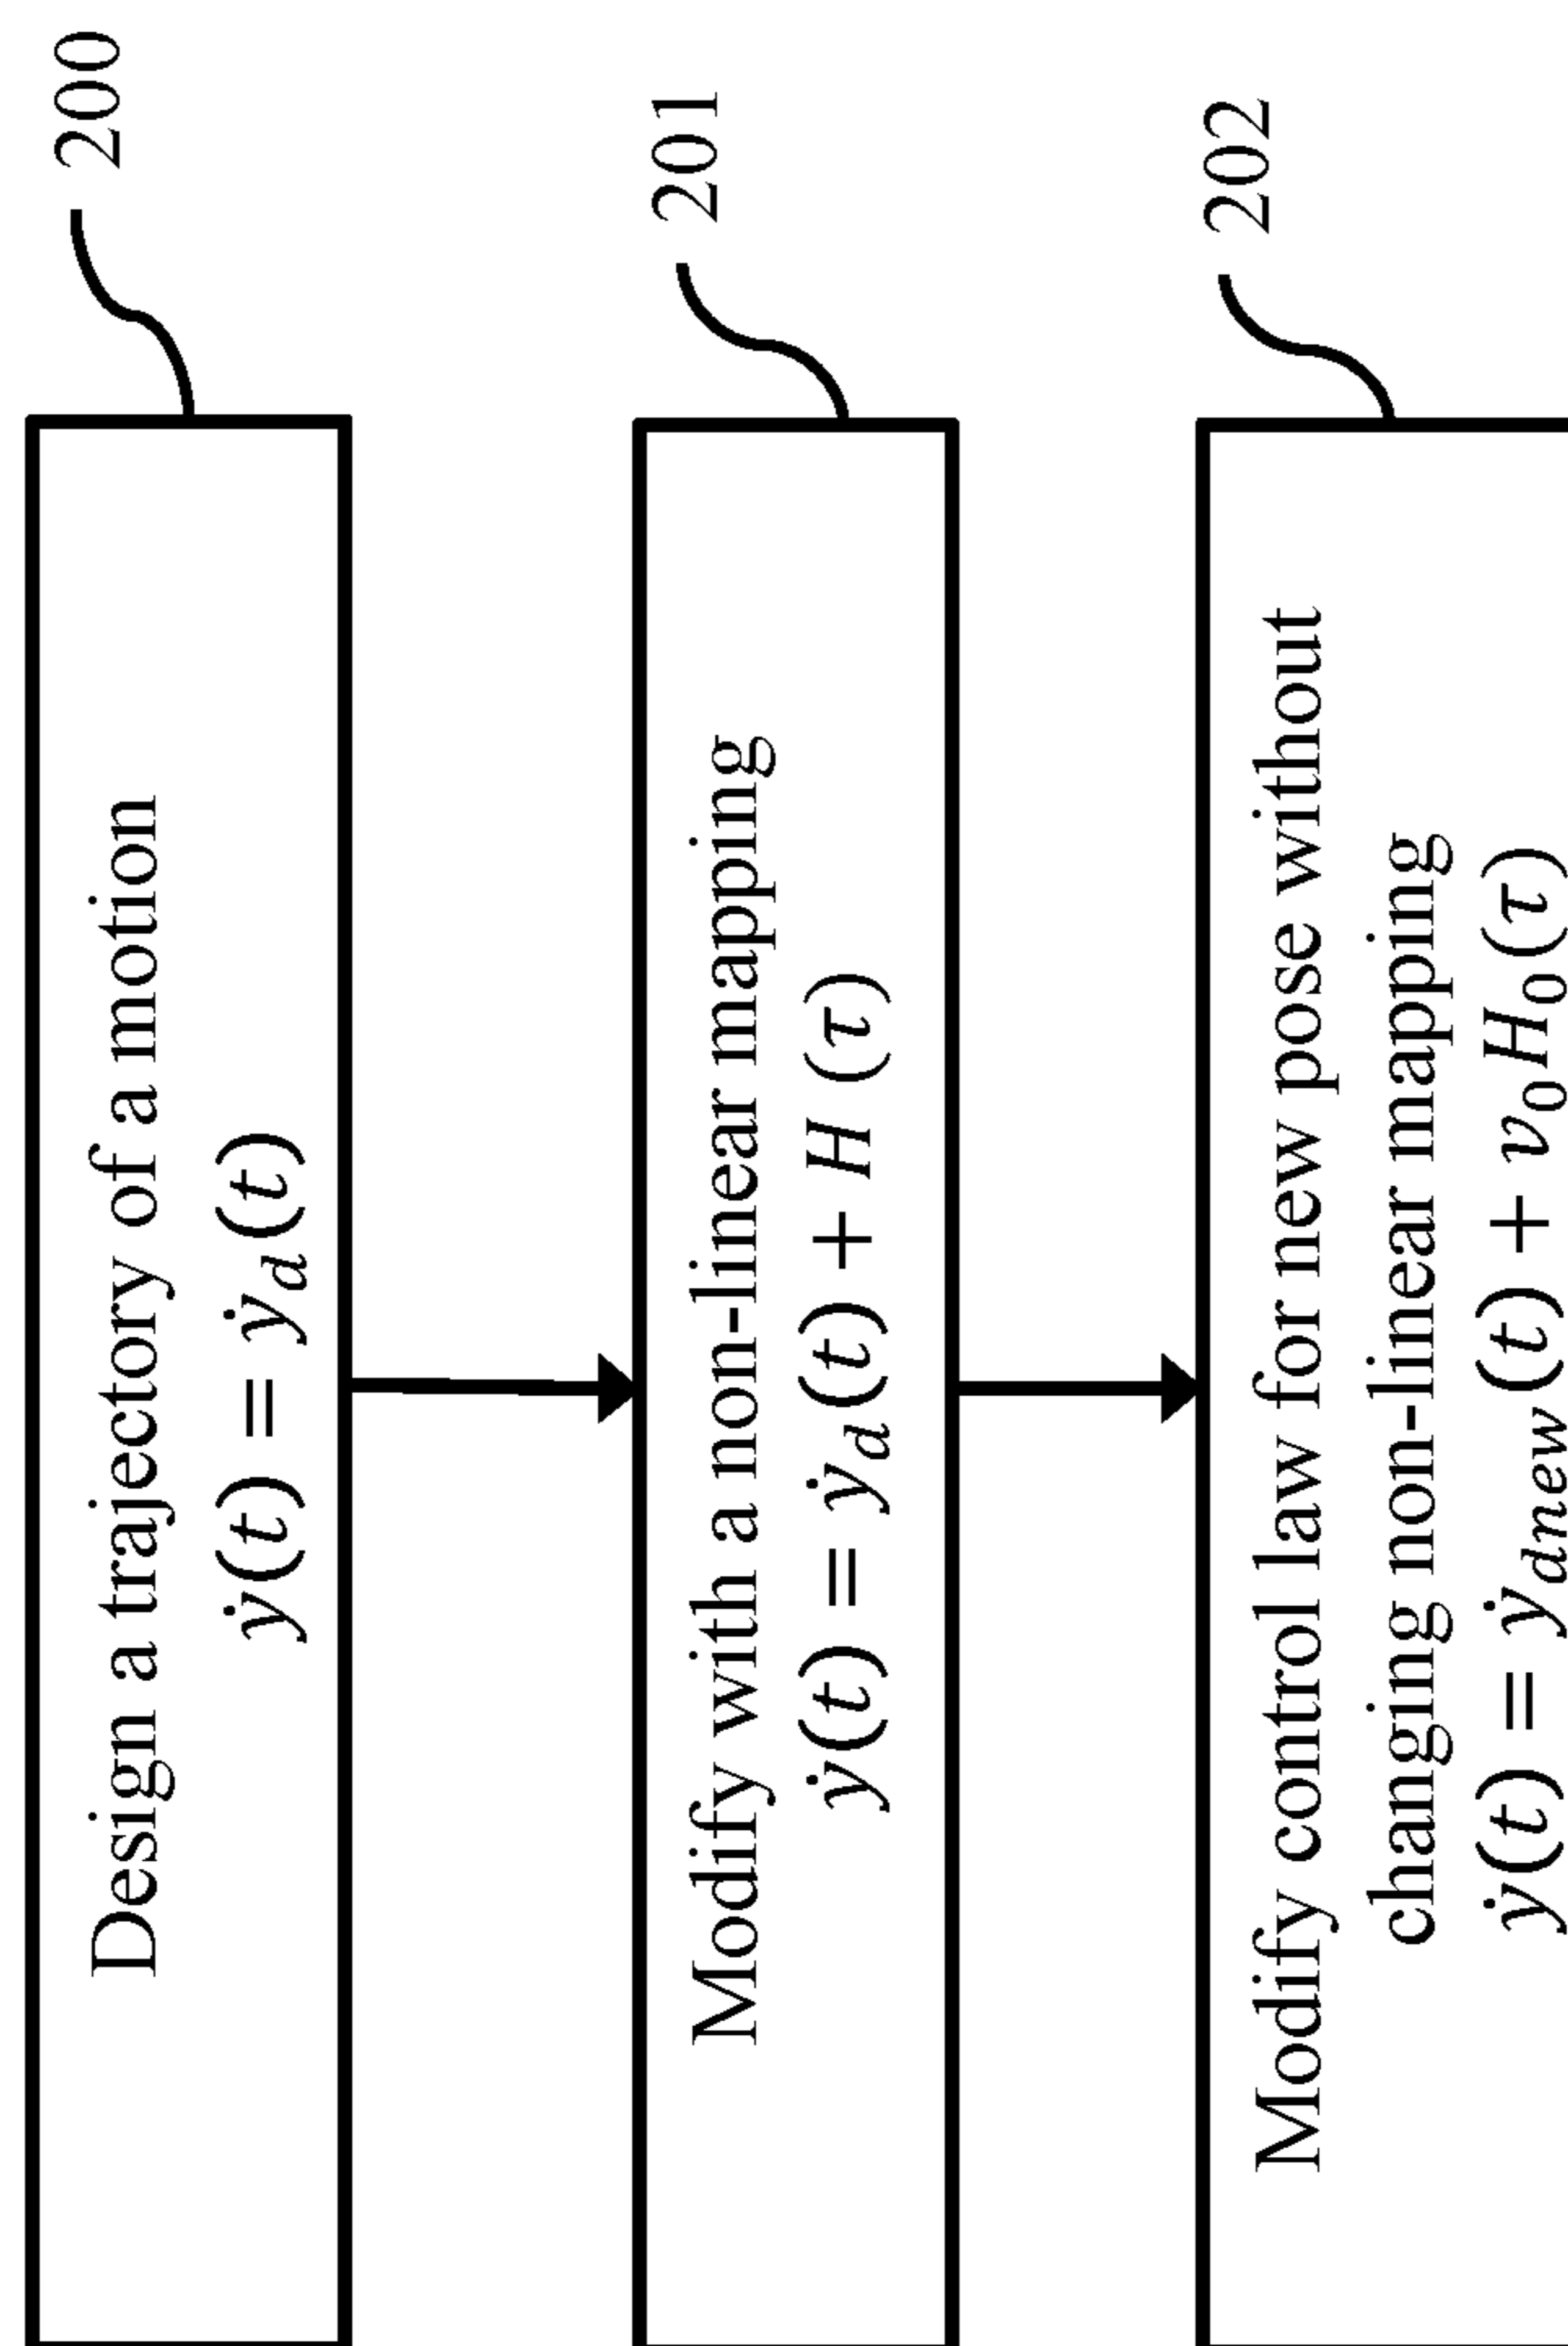 200
Design a trajectory of a motion
ẏ(t) = ẏ_d(t)
201
Modify with a non-linear mapping
ẏ(t) = ẏ_d(t) + H (τ)
202
Modify control law for new pose without
changing non-linear mapping
ẏ(t) = ẏ_dnew(t) + v₀H₀(τ)